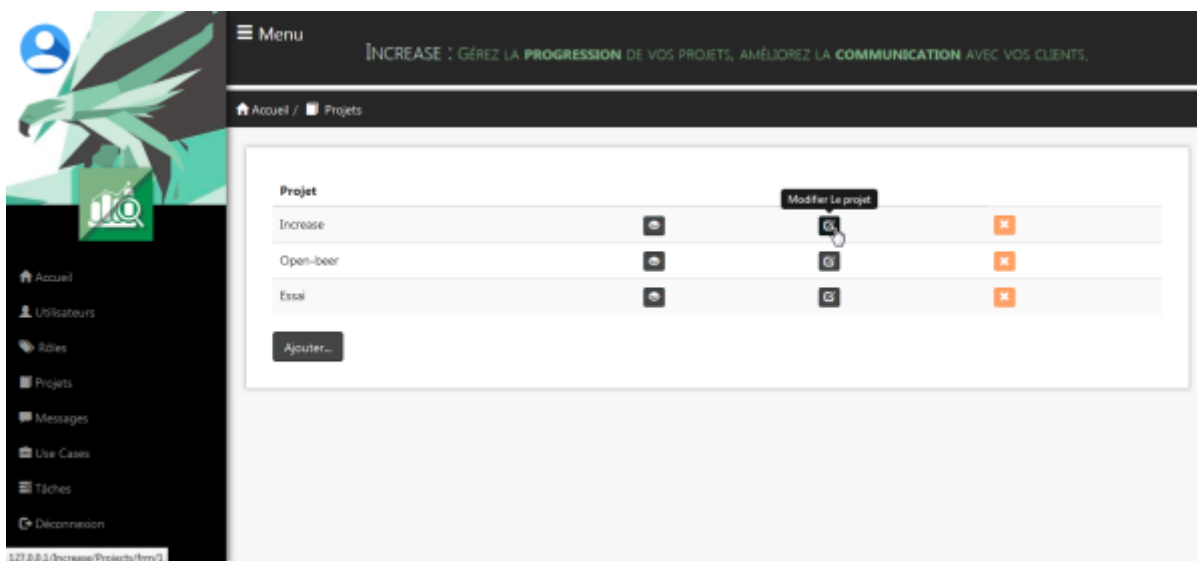 Menu
INCREASE : GÉREZ LA PROGRESSION DE VOS PROJETS, AMÉLIOREZ LA COMMUNICATION AVEC VOS CLIENTS.
Accueil / Projets
Projet
Modifier Le projet
Increase
Open-beer
Essai
Ajouter...
Accueil
Utilisateurs
Rôles
Projets
Messages
Use Cases
Tâches
Déconnexion
127.0.0.1/Increase/Projects/frm/1